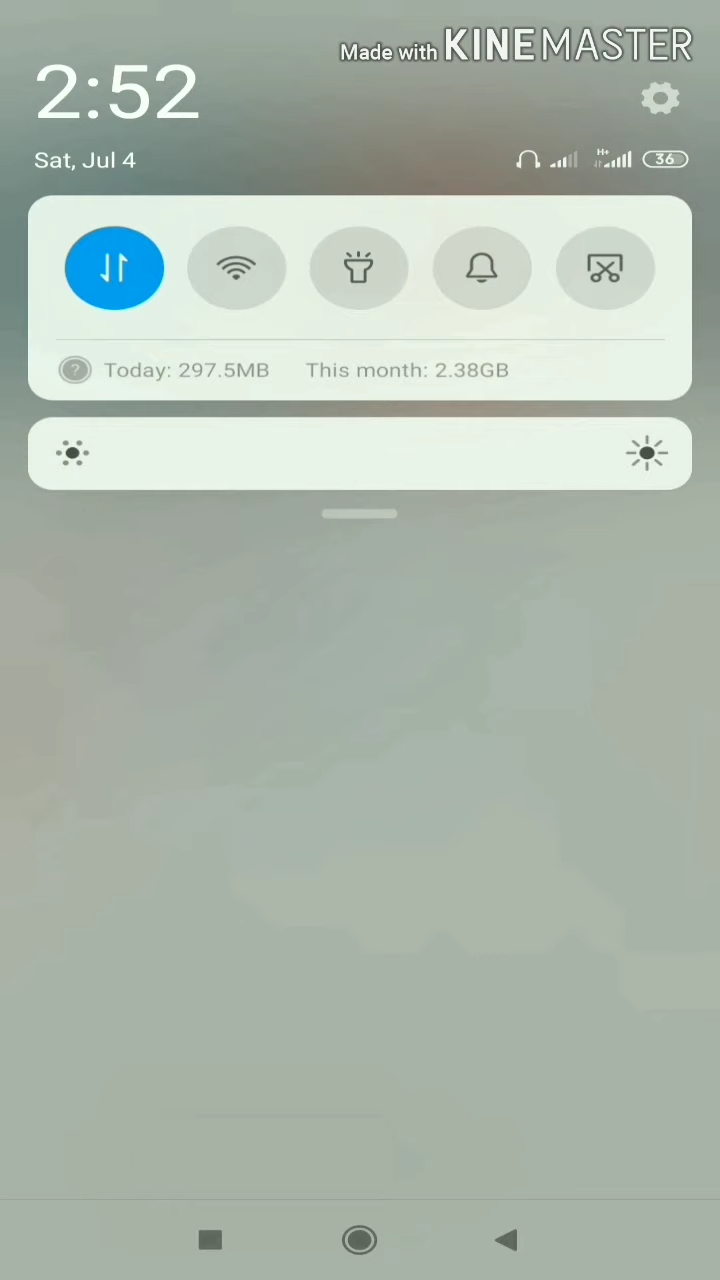 Made with KINEMASTER
2:52
Sat, Jul 4
H+
36
Today: 297.5MB This month: 2.38GB